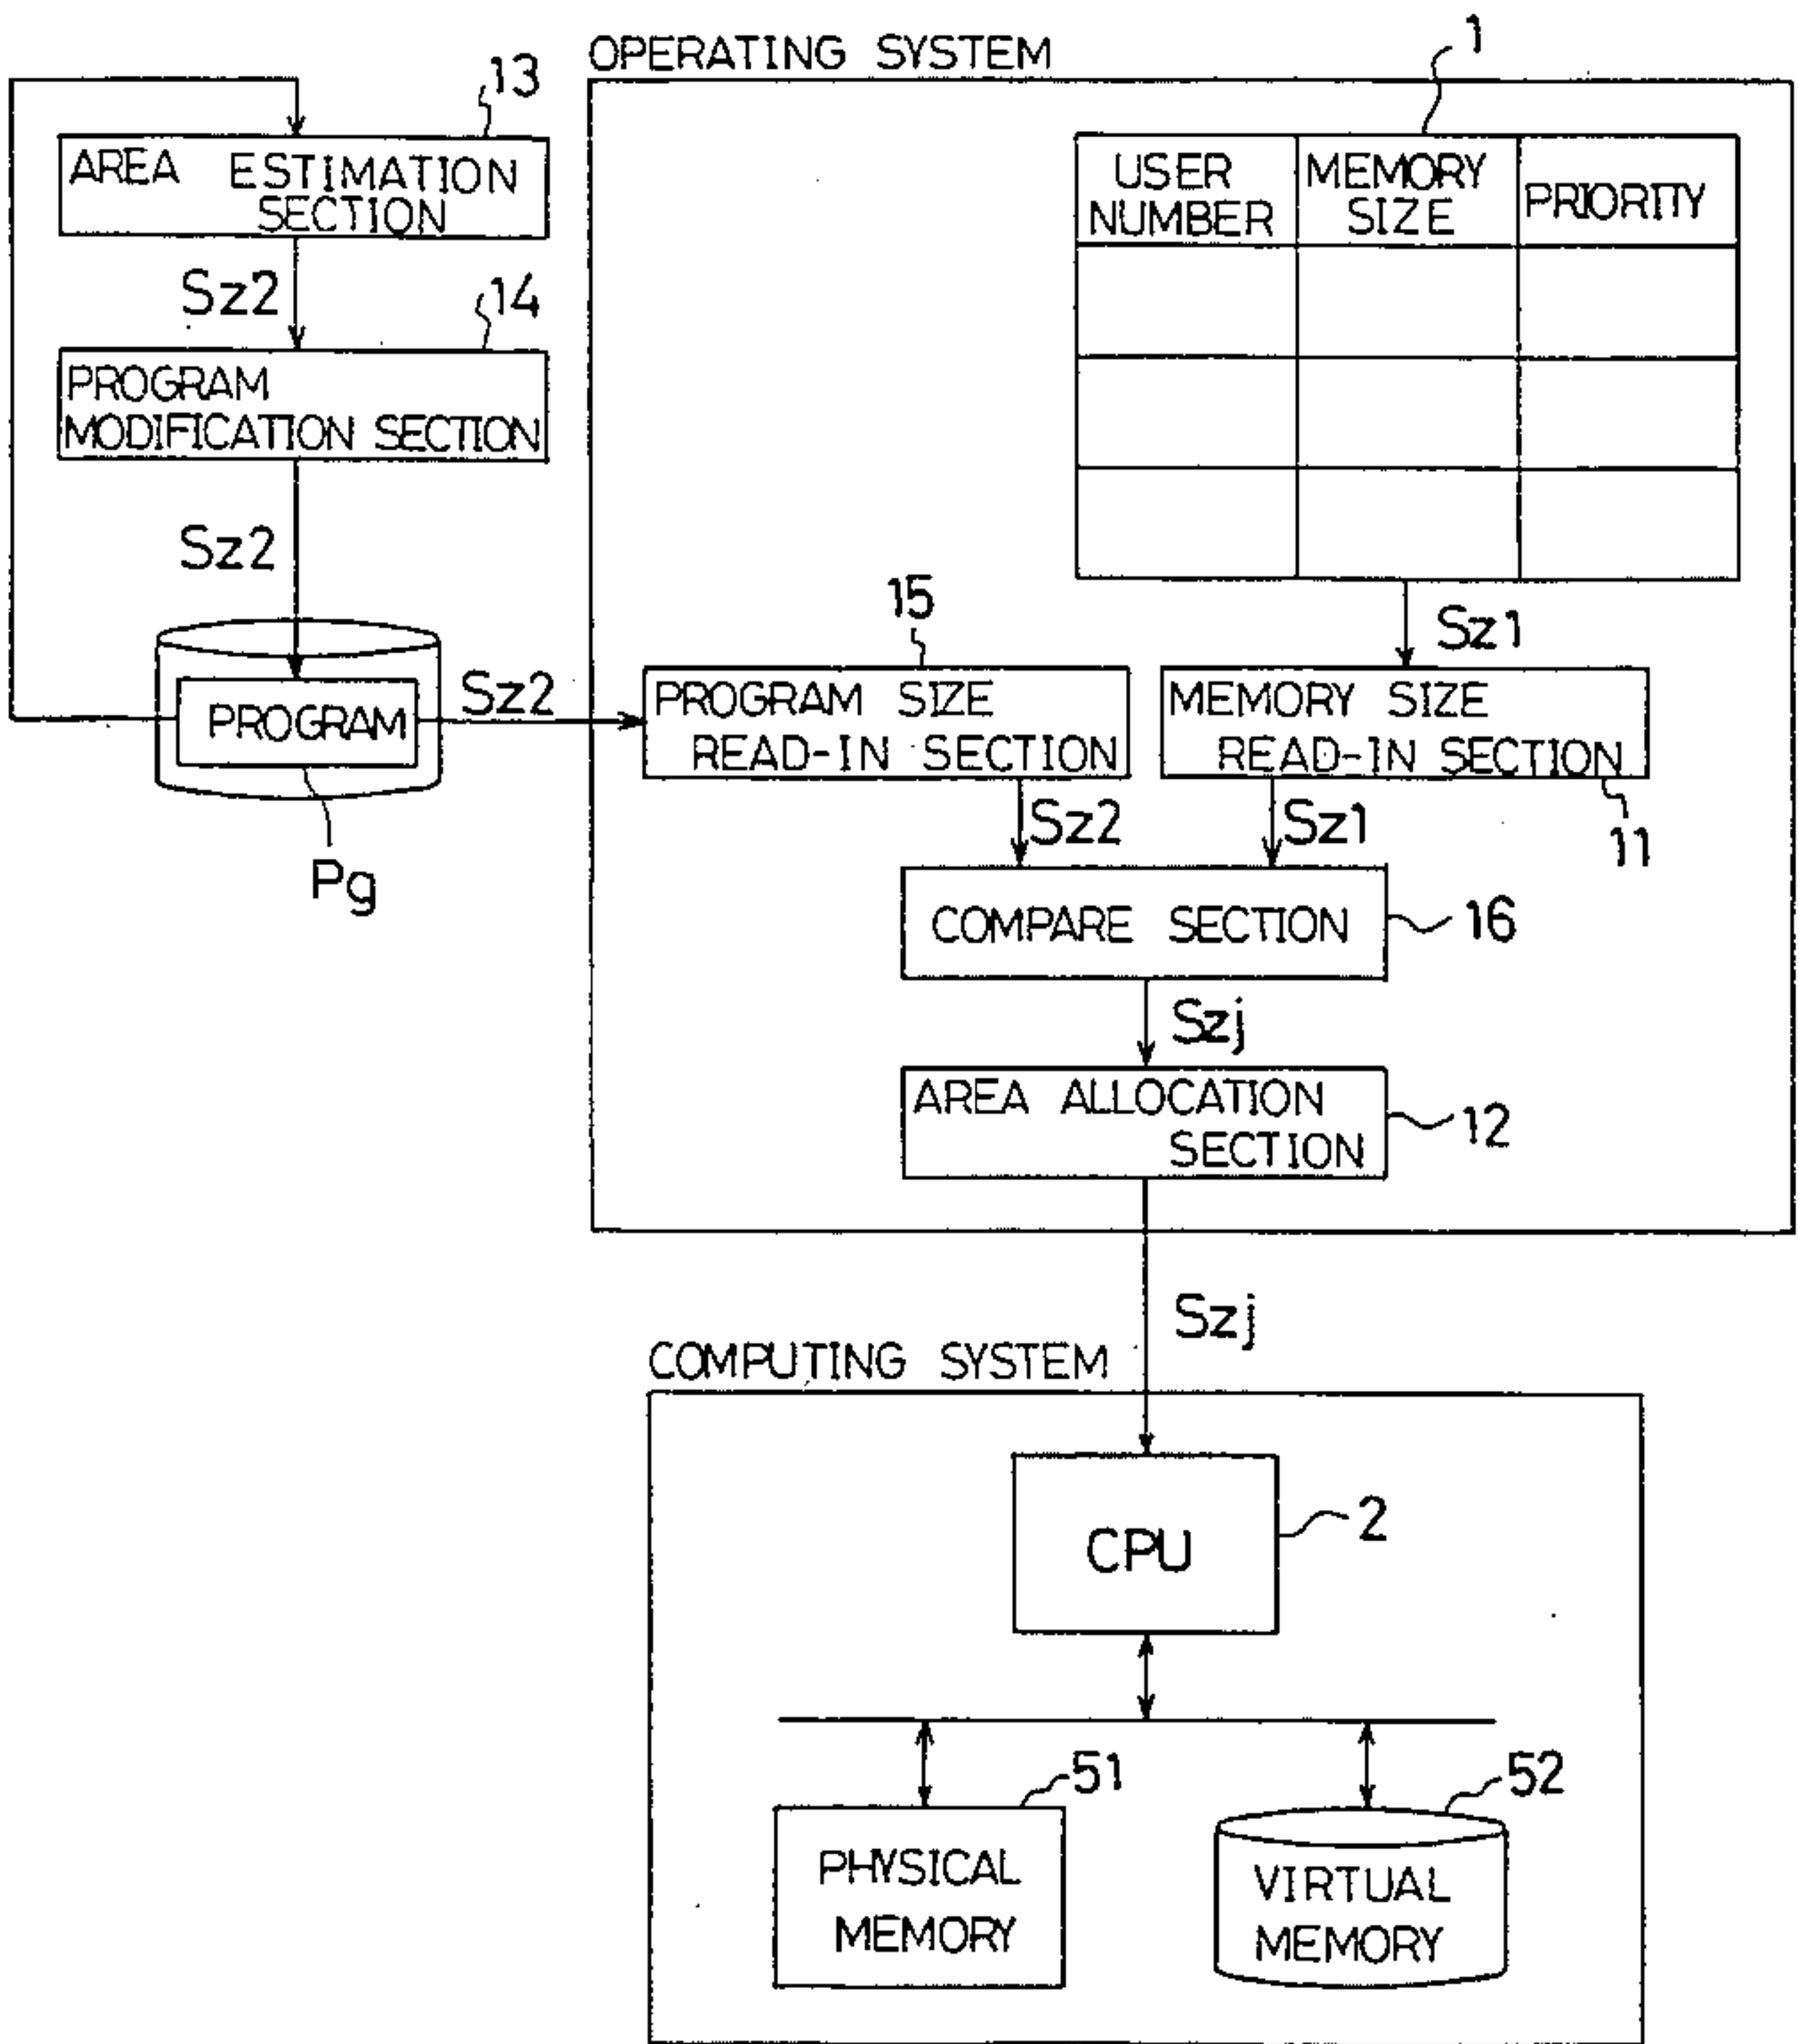 OPERATING SYSTEM
1
13
AREA ESTIMATION
SECTION
USER
NUMBER
MEMORY
SIZE
PRIORITY
Sz2
14
PROGRAM
MODIFICATION SECTION
Sz2
15
Sz1
PROGRAM
Sz2
PROGRAM SIZE
READ-IN SECTION
MEMORY SIZE
READ-IN SECTION
Pg
Sz2
Sz1
11
COMPARE SECTION
16
Szj
AREA ALLOCATION
SECTION
12
Szj
COMPUTING SYSTEM
CPU
2
51
52
PHYSICAL
MEMORY
VIRTUAL
MEMORY